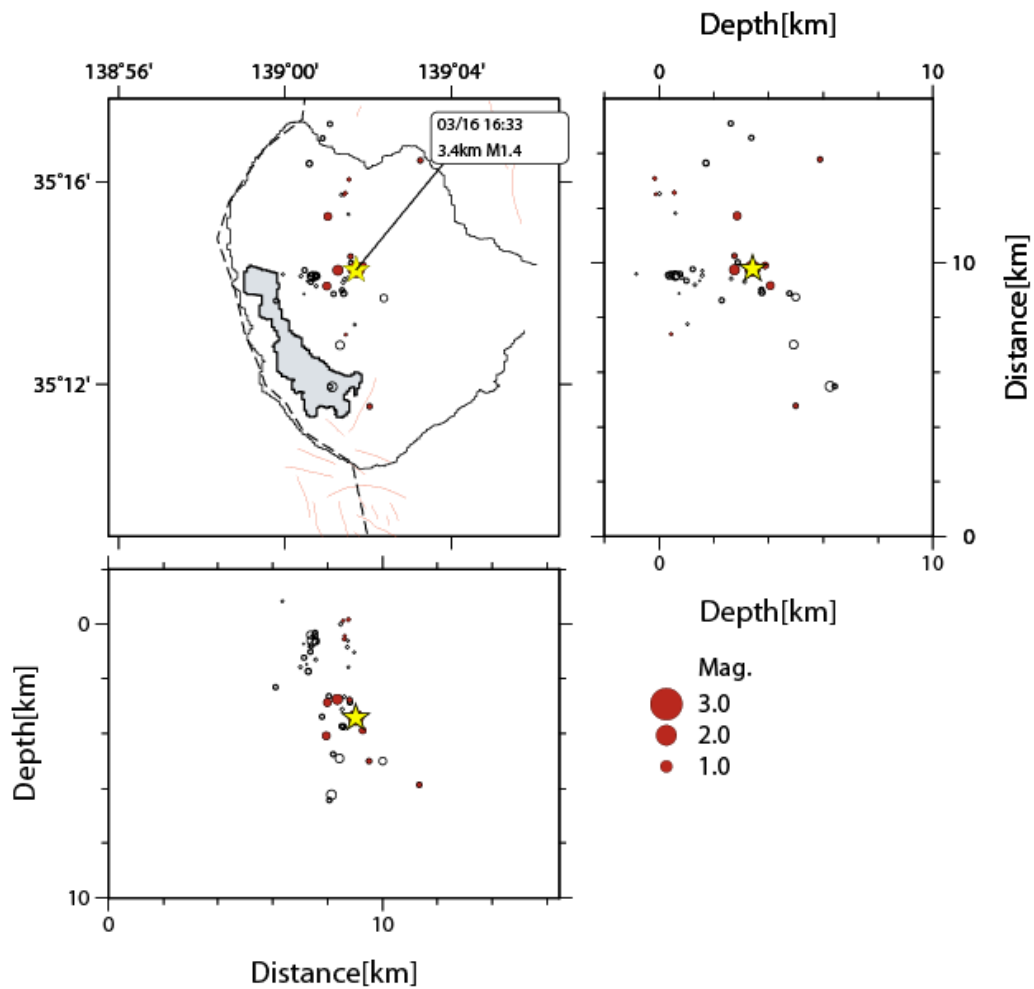 Depth[km]
138˚56'
139˚00'
139˚04'
0
10
03/16 16:33
3.4km M1.4
35˚16'
35˚12'
10
0
Distance[km]
0
10
Depth[km]
0
10
Depth[km]
0
10
Distance[km]
Mag.
3.0
2.0
1.0